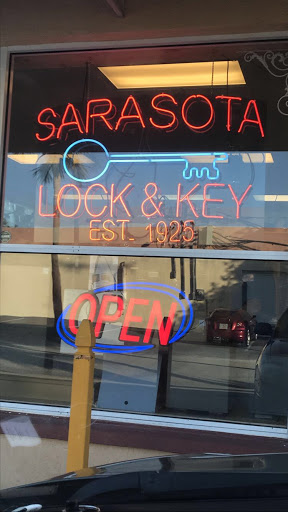 SARASOTA
LOCK & KEY
EST. 1925
OPEN